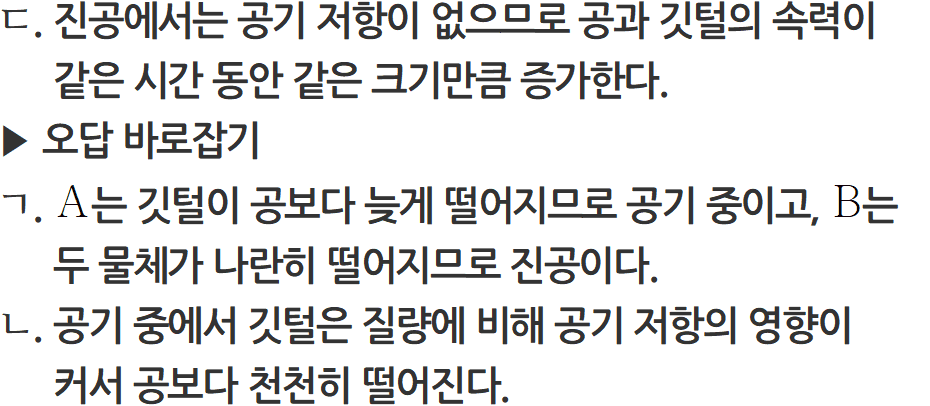 ㄷ. 진공에서는 공기 저항이 없으므로 공과 깃털의 속력이
같은 시간 동안 같은 크기만큼 증가한다.
▶ 오답 바로잡기
ㄱ. A는 깃털이 공보다 늦게 떨어지므로 공기 중이고, B는
두 물체가 나란히 떨어지므로 진공이다.
ㄴ. 공기 중에서 깃털은 질량에 비해 공기 저항의 영향이
커서 공보다 천천히 떨어진다.